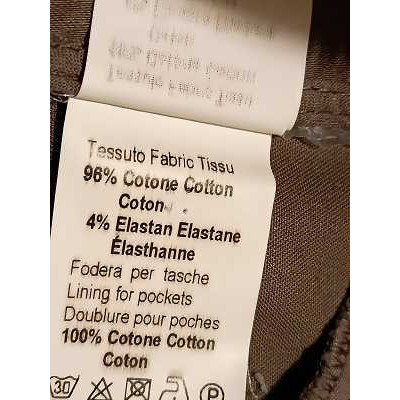 Tessuto Fabric Tissu
96% Cotone Cotton
Coton
4% Elastan Elastane
Élasthanne
Fodera per tasche
Lining for pockets
Doublure pour poches
100% Cotone Cotton
Coton
30
P